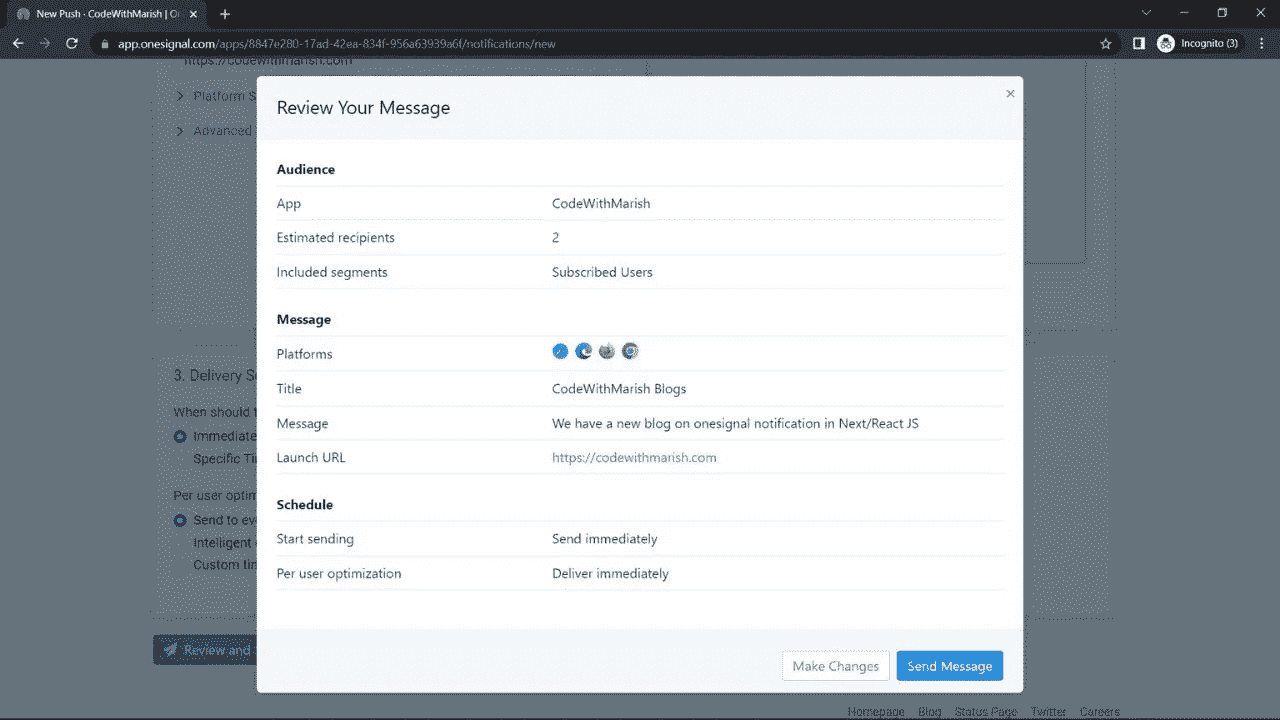 New Push · CodeWithMarish | O
app.onesignal.com/apps/8847e280-17ad-42ea-834f-956a63939a6f/notifications/new
Incognito (3)
https://codewithmarish.com
Platform S
Advanced
Review Your Message
Audience
App CodeWithMarish
Estimated recipients 2
Included segments Subscribed Users
Message
Platforms
Title CodeWithMarish Blogs
Message We have a new blog on onesignal notification in Next/React JS
Launch URL https://codewithmarish.com
Schedule
Start sending Send immediately
Per user optimization Deliver immediately
Make Changes Send Message
3. Delivery S
When should t
Immediate
Specific Ti
Per user optim
Send to ev
Intelligent
Custom tim
Review and
Homepage Blog Status Page Twitter Careers